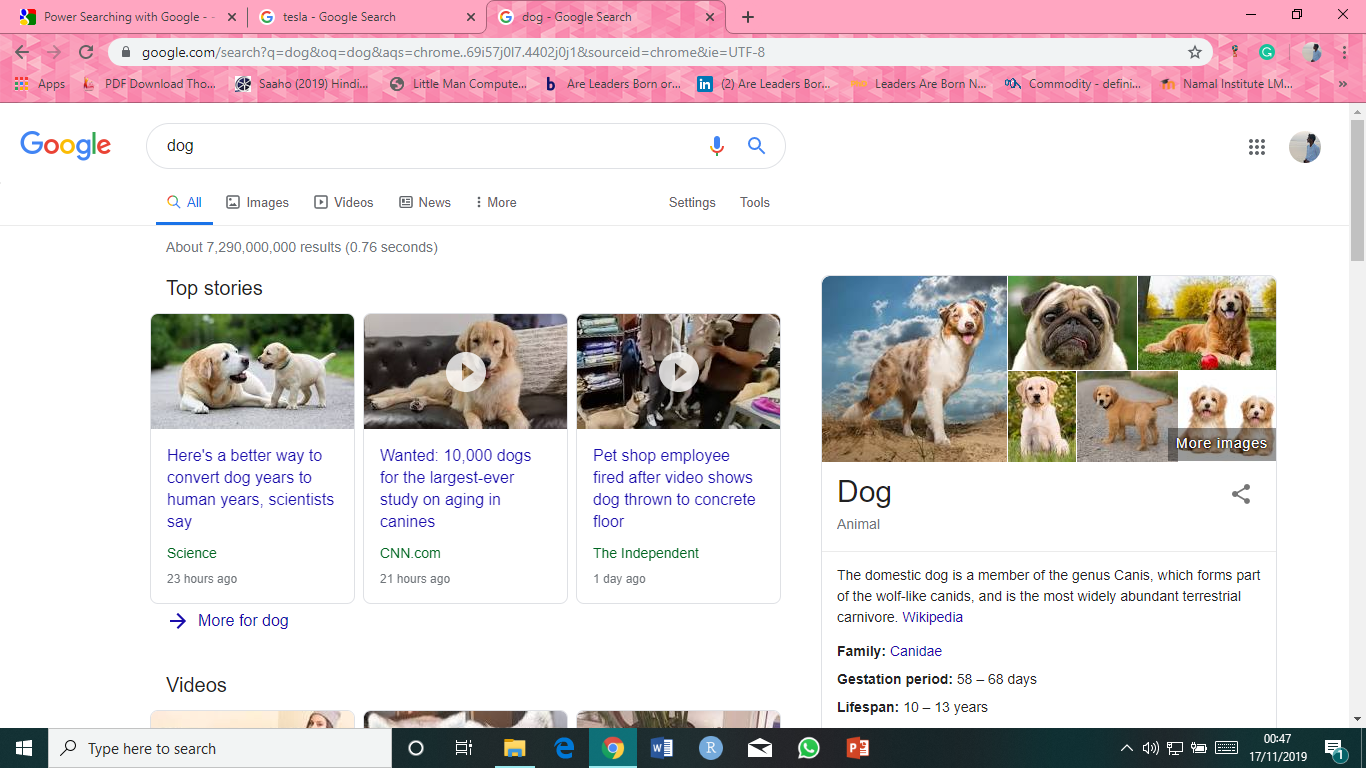 Power Searching with Google -
tesla - Google Search
dog - Google Search
google.com/search?q=dog&oq=dog&aqs=chrome..69i57j0l7.4402j0j1&sourceid=chrome&ie=UTF-8
Apps
PDF Download Tho...
Saaho (2019) Hindi...
Little Man Compute...
Are Leaders Born or...
(2) Are Leaders Bor...
Leaders Are Born N...
Commodity - defini...
Namal Institute LM...
Google
dog
All
Images
Videos
News
More
Settings
Tools
About 7,290,000,000 results (0.76 seconds)
Top stories
Here's a better way to
convert dog years to
human years, scientists
say
Science
23 hours ago
Wanted: 10,000 dogs
for the largest-ever
study on aging in
canines
CNN.com
21 hours ago
Pet shop employee
fired after video shows
dog thrown to concrete
floor
The Independent
1 day ago
More for dog
Videos
More images
Dog
Animal
The domestic dog is a member of the genus Canis, which forms part
of the wolf-like canids, and is the most widely abundant terrestrial
carnivore. Wikipedia
Family: Canidae
Gestation period: 58 – 68 days
Lifespan: 10 – 13 years
Type here to search
00:47
17/11/2019
1